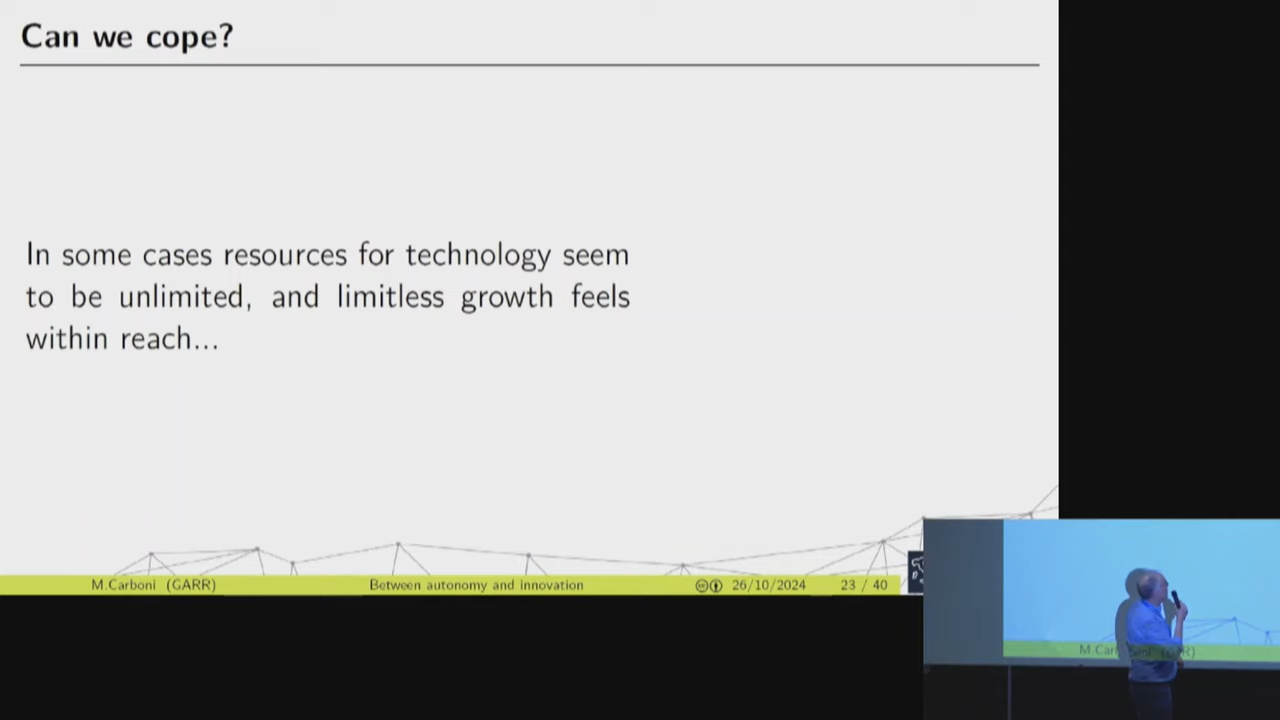 Can we cope?
In some cases resources for technology seem
to be unlimited, and limitless growth feels
within reach...
M.Carboni (GARR)
Between autonomy and innovation
26/10/2024
23 / 40